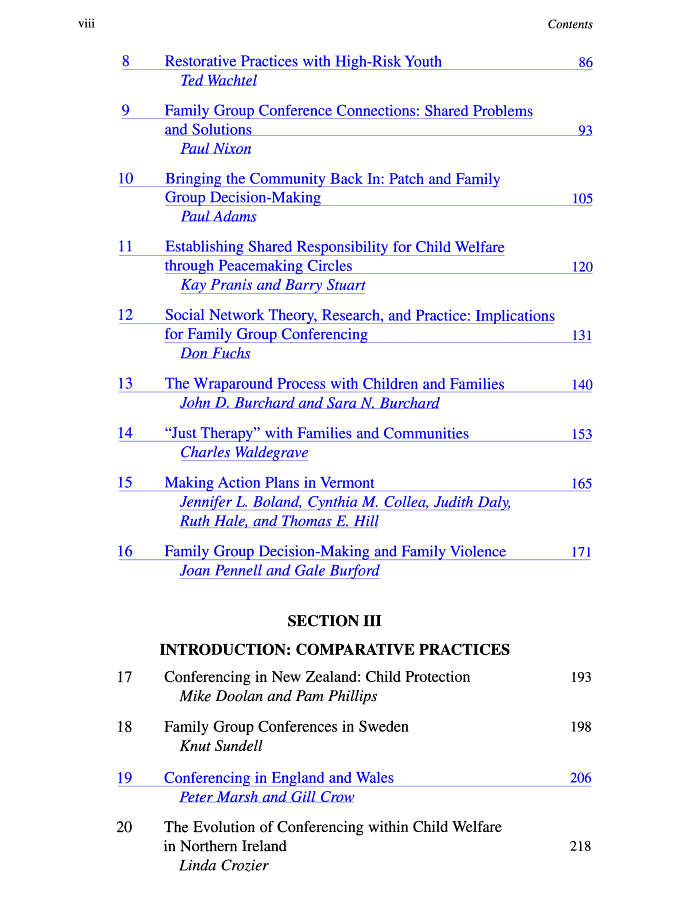 viii Contents
8 Restorative Practices with High-Risk Youth 86
Ted Wachtel
9 Family Group Conference Connections: Shared Problems
and Solutions 93
Paul Nixon
10 Bringing the Community Back In: Patch and Family
Group Decision-Making 105
Paul Adams
11 Establishing Shared Responsibility for Child Welfare
through Peacemaking Circles 120
Kay Pranis and Barry Stuart
12 Social Network Theory, Research, and Practice: Implications
for Family Group Conferencing 131
Don Fuchs
13 The Wraparound Process with Children and Families 140
John D. Burchard and Sara N. Burchard
14 “Just Therapy” with Families and Communities 153
Charles Waldegrave
15 Making Action Plans in Vermont 165
Jennifer L. Boland, Cynthia M. Collea, Judith Daly,
Ruth Hale, and Thomas E. Hill
16 Family Group Decision-Making and Family Violence 171
Joan Pennell and Gale Burford
SECTION III
INTRODUCTION: COMPARATIVE PRACTICES
17 Conferencing in New Zealand: Child Protection 193
Mike Doolan and Pam Phillips
18 Family Group Conferences in Sweden 198
Knut Sundell
19 Conferencing in England and Wales 206
Peter Marsh and Gill Crow
20 The Evolution of Conferencing within Child Welfare
in Northern Ireland 218
Linda Crozier